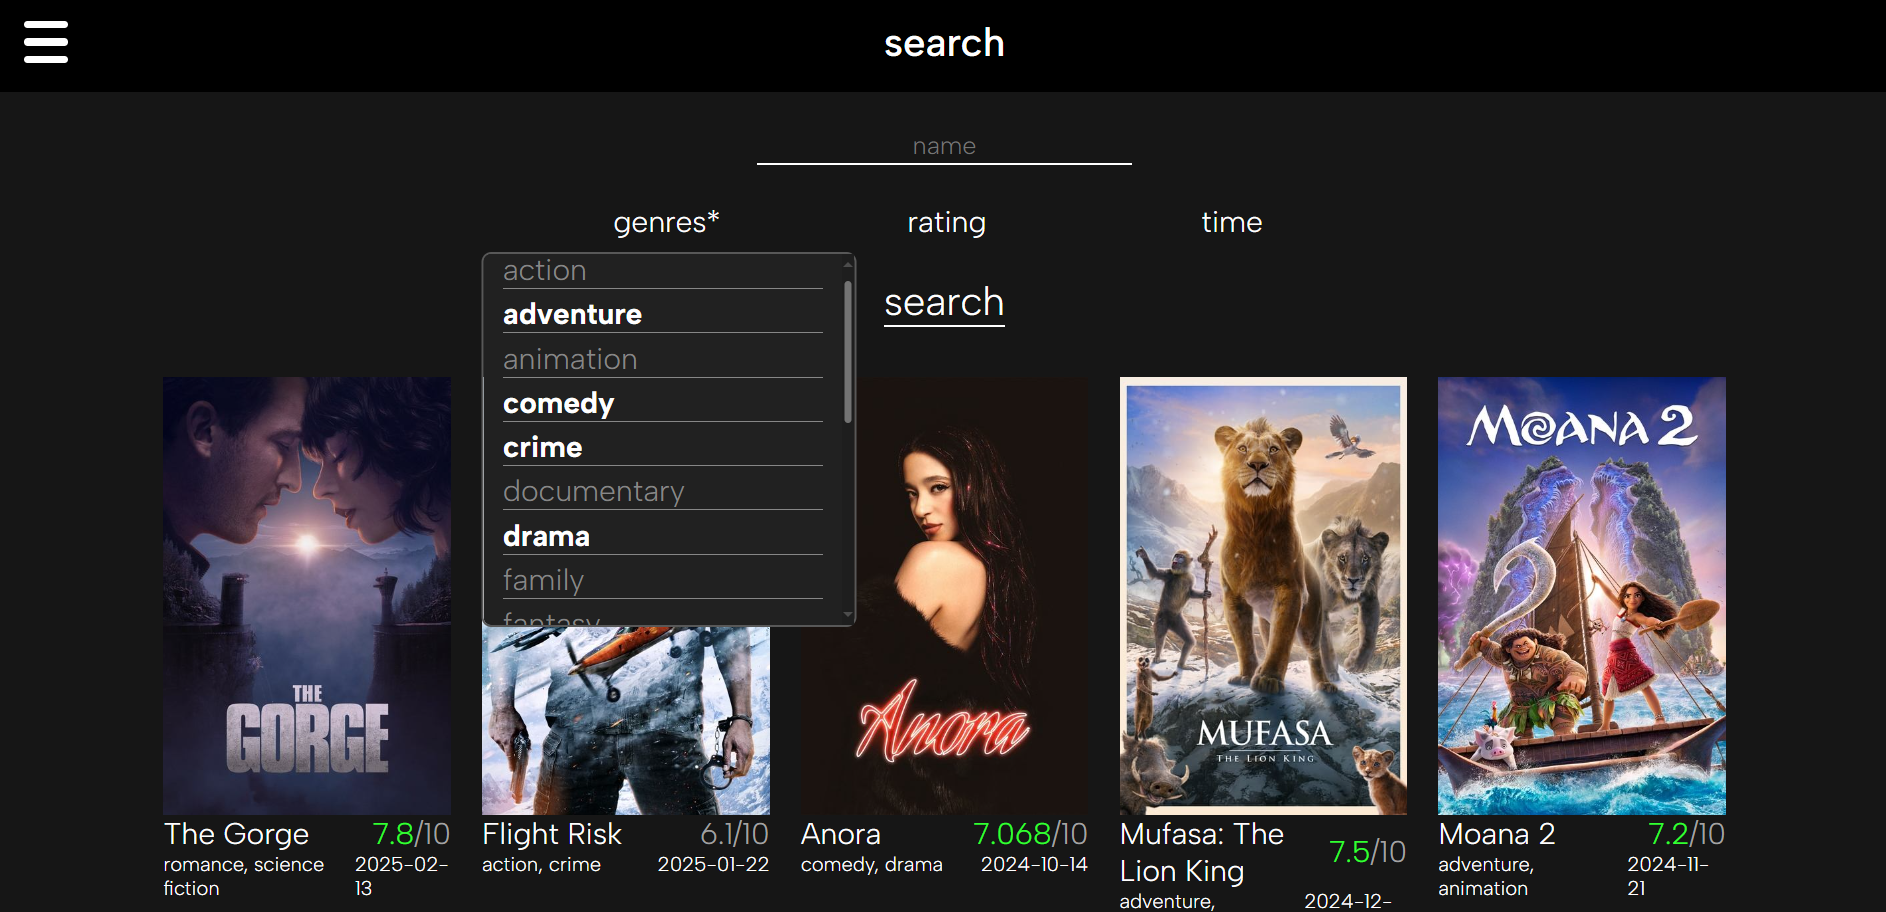 search
name
genres* rating time
action
adventure
animation
comedy
crime
documentary
drama
family
fantasy
search
THE
GORGE
Anora
MUFASA
THE LION KING
MOANA 2
The Gorge 7.8/10
romance, science
fiction
2025-02-
13
Flight Risk 6.1/10
action, crime 2025-01-22
Anora 7.068/10
comedy, drama 2024-10-14
Mufasa: The
Lion King
7.5/10
adventure, 2024-12-
Moana 2 7.2/10
adventure,
animation
2024-11-
21